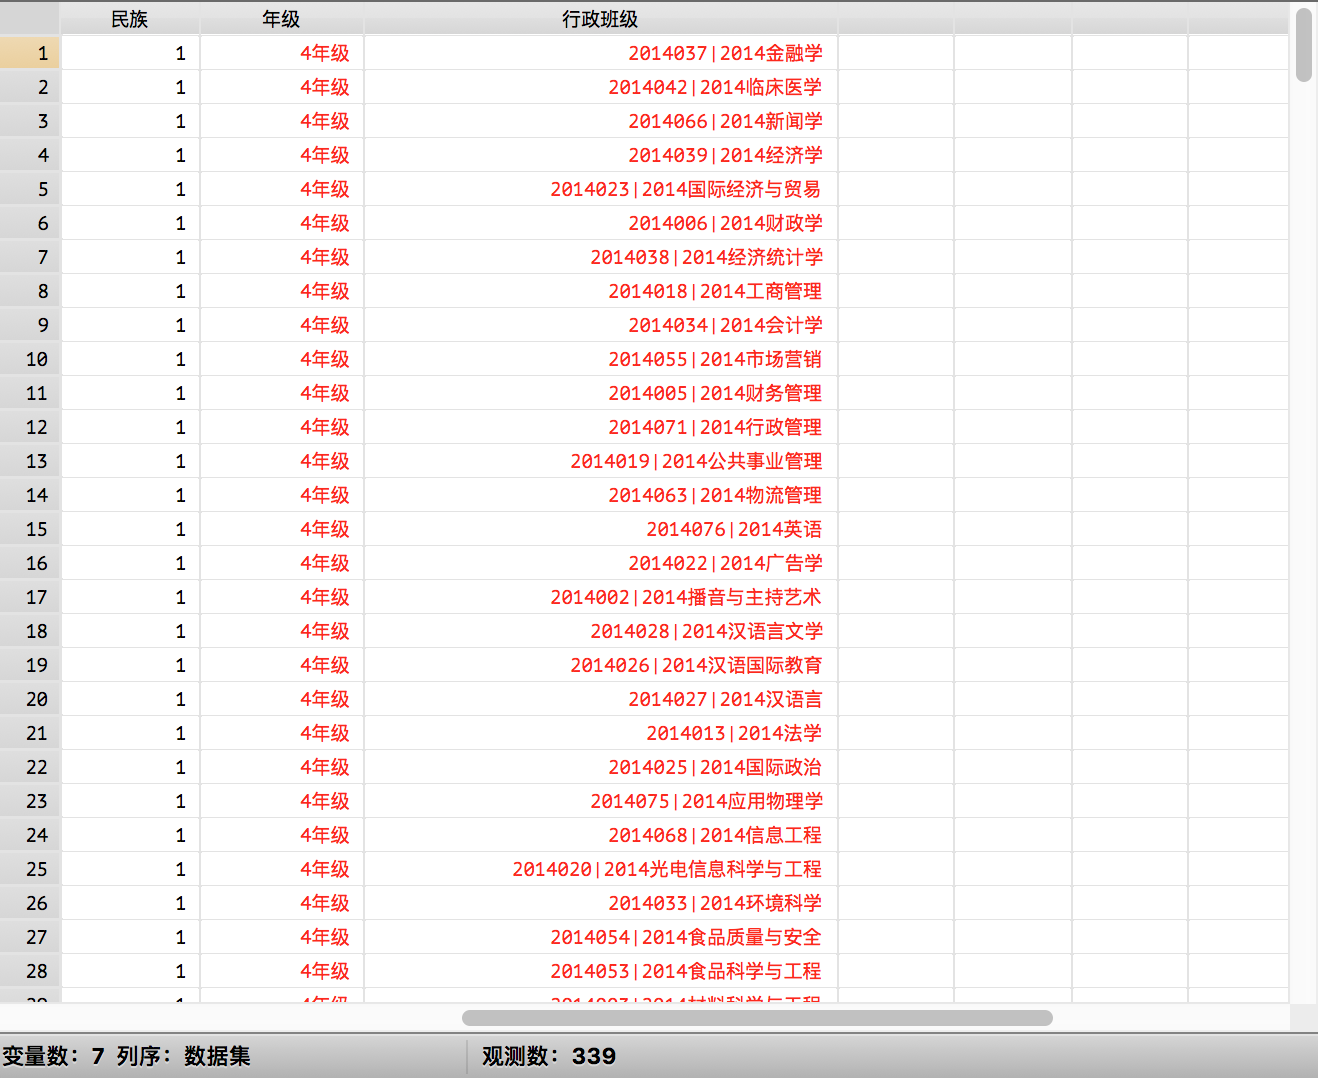 民族 年级 行政班级
1 1 4年级 2014037|2014金融学
2 1 4年级 2014042|2014临床医学
3 1 4年级 2014066|2014新闻学
4 1 4年级 2014039|2014经济学
5 1 4年级 2014023|2014国际经济与贸易
6 1 4年级 2014006|2014财政学
7 1 4年级 2014038|2014经济统计学
8 1 4年级 2014018|2014工商管理
9 1 4年级 2014034|2014会计学
10 1 4年级 2014055|2014市场营销
11 1 4年级 2014005|2014财务管理
12 1 4年级 2014071|2014行政管理
13 1 4年级 2014019|2014公共事业管理
14 1 4年级 2014063|2014物流管理
15 1 4年级 2014076|2014英语
16 1 4年级 2014022|2014广告学
17 1 4年级 2014002|2014播音与主持艺术
18 1 4年级 2014028|2014汉语言文学
19 1 4年级 2014026|2014汉语国际教育
20 1 4年级 2014027|2014汉语言
21 1 4年级 2014013|2014法学
22 1 4年级 2014025|2014国际政治
23 1 4年级 2014075|2014应用物理学
24 1 4年级 2014068|2014信息工程
25 1 4年级 2014020|2014光电信息科学与工程
26 1 4年级 2014033|2014环境科学
27 1 4年级 2014054|2014食品质量与安全
28 1 4年级 2014053|2014食品科学与工程
变量数：7 列序：数据集 观测数：339